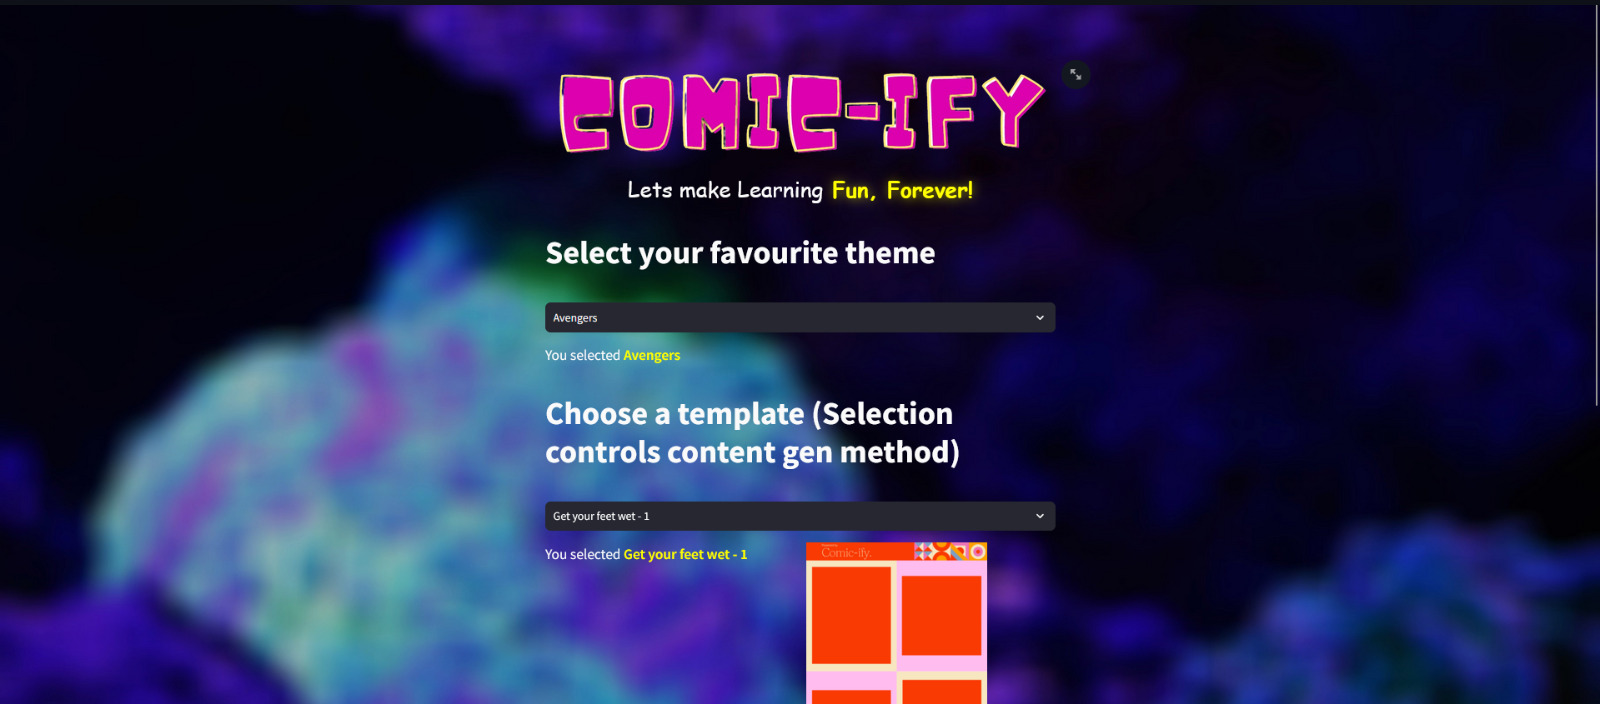 COMIC-IFY
Lets make Learning Fun, Forever!
Select your favourite theme
Avengers
You selected Avengers
Choose a template (Selection
controls content gen method)
Get your feet wet - 1
You selected Get your feet wet - 1
Comic-ify.